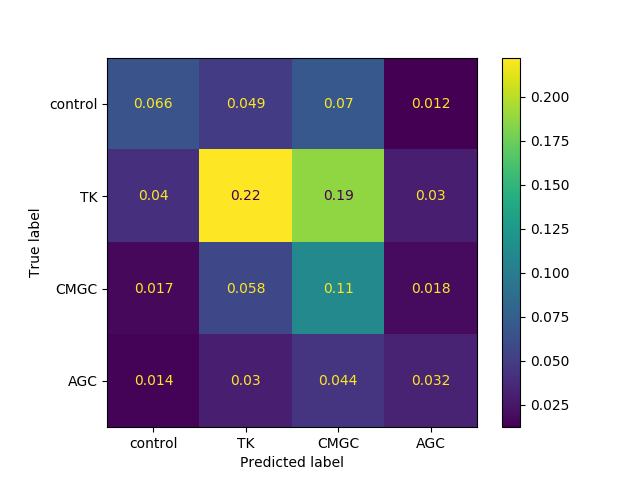 control 0.066 0.049 0.07 0.012
TK 0.04 0.22 0.19 0.03
CMGC 0.017 0.058 0.11 0.018
AGC 0.014 0.03 0.044 0.032
control TK CMGC AGC
Predicted label
True label
0.200
0.175
0.150
0.125
0.100
0.075
0.050
0.025